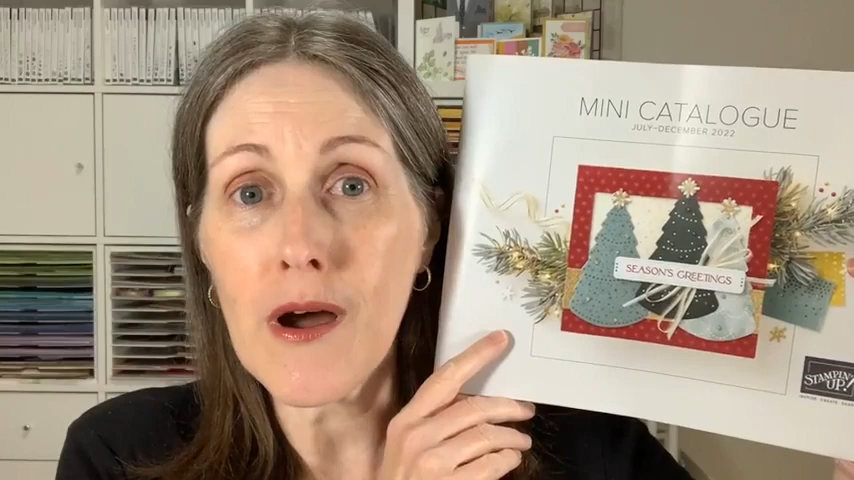 MINI CATALOGUE
JULY–DECEMBER 2022
SEASON'S GREETINGS
STAMPIN' UP!